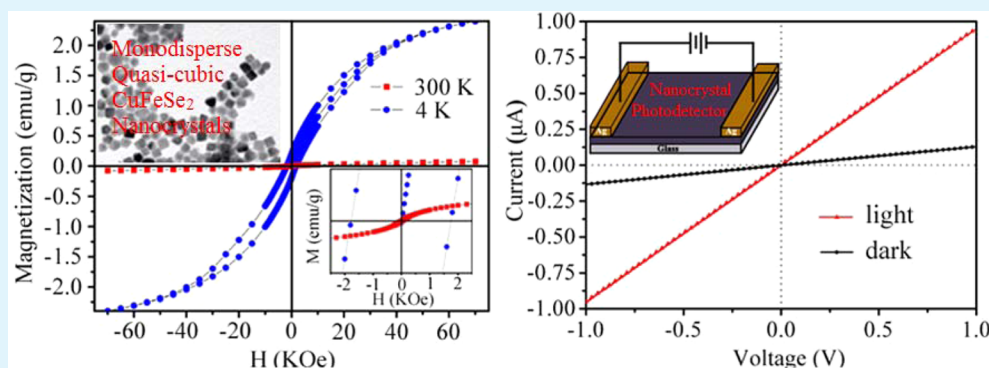 Magnetization (emu/g)
2.0
1.5
1.0
0.5
0.0
-0.5
-1.0
-1.5
-2.0
Monodisperse
Quasi-cubic
CuFeSe₂
Nanocrystals
300 K
4 K
M (emu/g)
-2 -1 0 1 2
H (KOe)
-60 -40 -20 0 20 40 60
H (KOe)
Current (μA)
1.00
0.75
0.50
0.25
0.00
-0.25
-0.50
-0.75
-1.00
Nanocrystal
Photodetector
Ag
Ag
Glass
light
dark
-1.0 -0.5 0.0 0.5 1.0
Voltage (V)